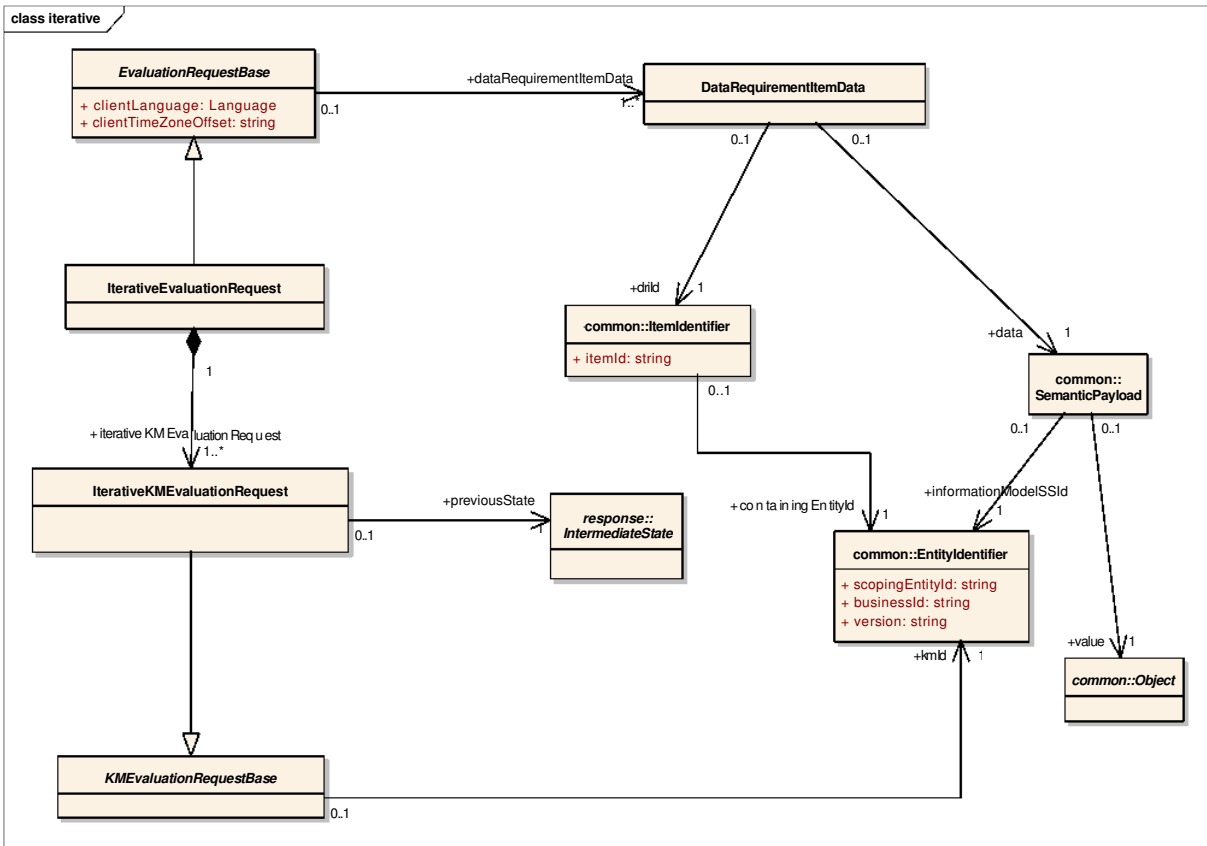 class iterative
EvaluationRequestBase
+ clientLanguage: Language
+ clientTimeZoneOffset: string
0..1
+dataRequirementItemData
1..*
DataRequirementItemData
0..1
0..1
IterativeEvaluationRequest
1
+driId
1
common::ItemIdentifier
+ itemId: string
0..1
+data
1
common::
SemanticPayload
0..1
0..1
+ iterative KM Evaluation Request
1..*
IterativeKMEvaluationRequest
0..1
+previousState
1
response::
IntermediateState
+informationModelSSId
1
+containingEntityId
1
common::EntityIdentifier
+ scopingEntityId: string
+ businessId: string
+ version: string
+kmId
1
+value
1
common::Object
KMEvaluationRequestBase
0..1